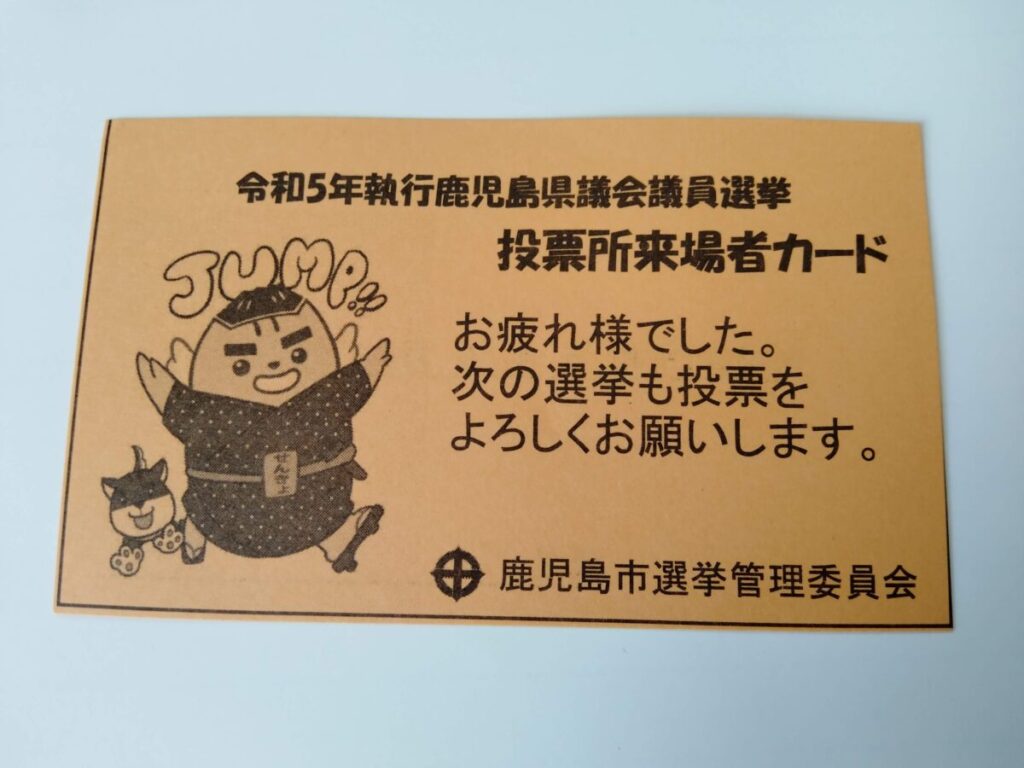 令和5年執行鹿児島県議会議員選挙
投票所来場者カード
JUMP!!!
お疲れ様でした。
次の選挙も投票を
よろしくお願いします。
せんきょ
鹿児島市選挙管理委員会